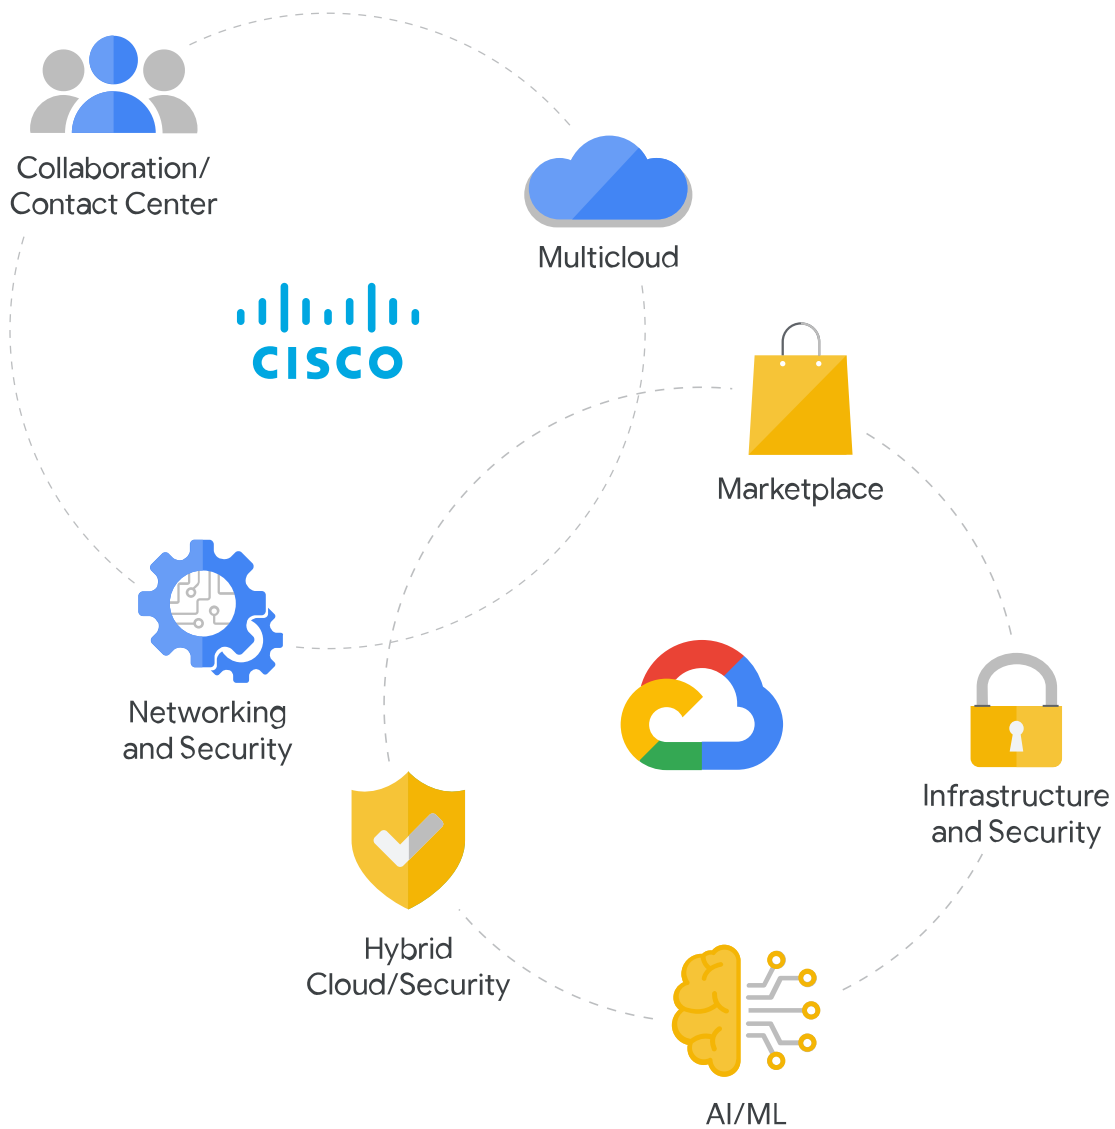 Collaboration/
Contact Center
Multicloud
CISCO
Marketplace
Networking
and Security
Infrastructure
and Security
Hybrid
Cloud/Security
AI/ML